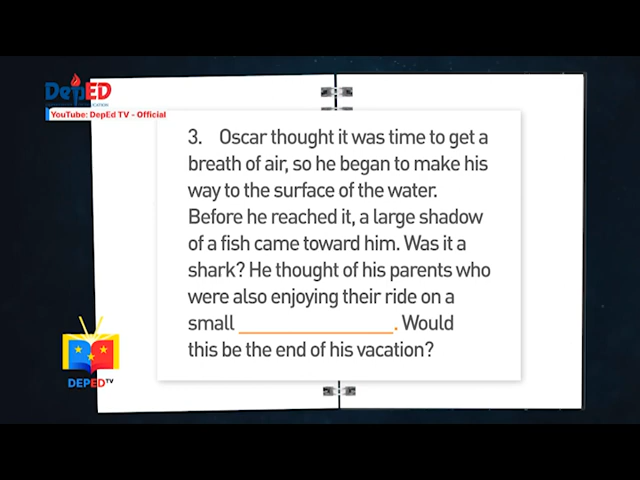 DepED
YouTube: DepEd TV - Official
3. Oscar thought it was time to get a
breath of air, so he began to make his
way to the surface of the water.
Before he reached it, a large shadow
of a fish came toward him. Was it a
shark? He thought of his parents who
were also enjoying their ride on a
small ____________________. Would
this be the end of his vacation?
DEPED TV